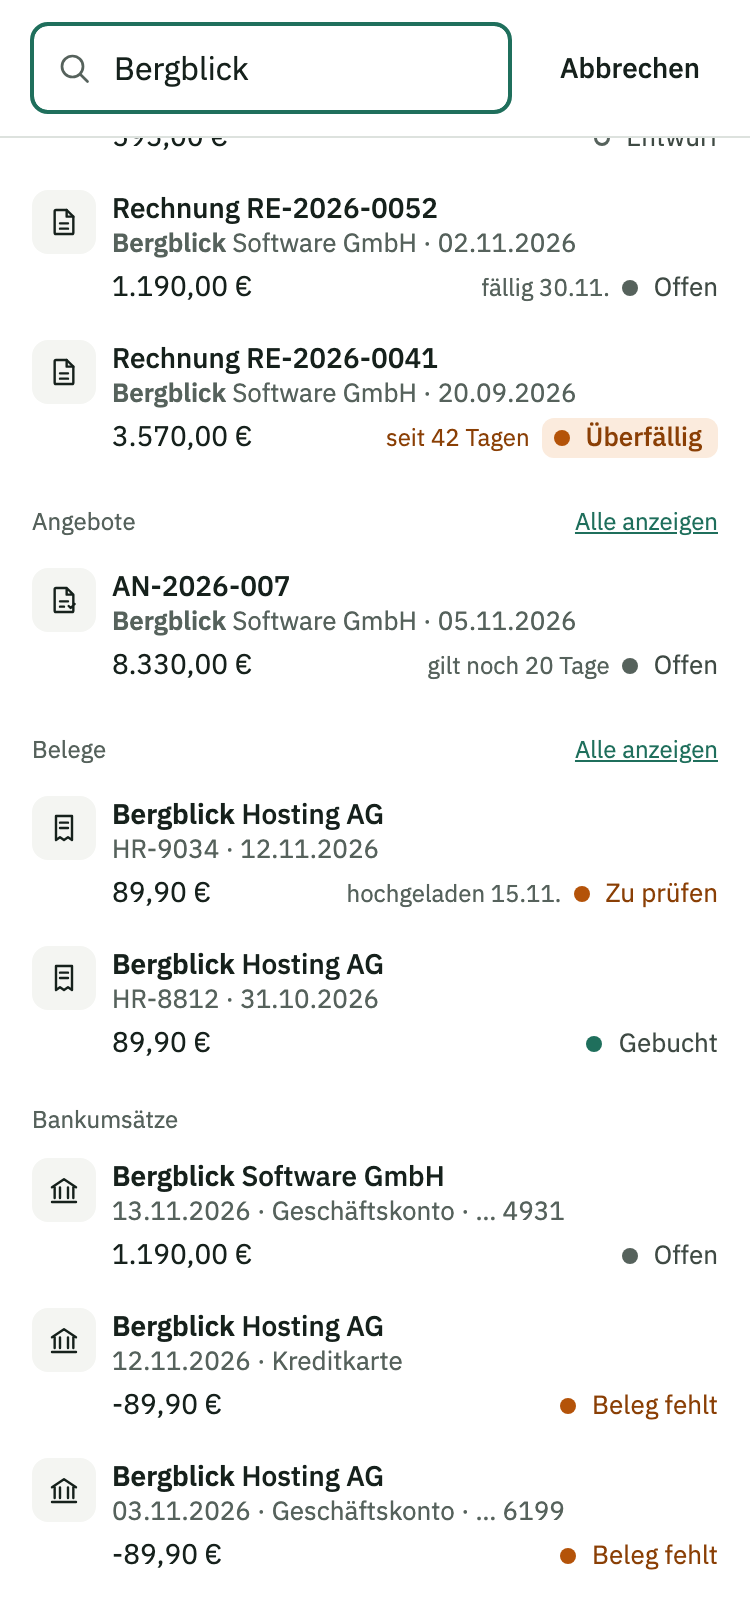 Bergblick
Abbrechen
595,00 € Entwurf
Rechnung RE-2026-0052
Bergblick Software GmbH · 02.11.2026
1.190,00 € fällig 30.11. Offen
Rechnung RE-2026-0041
Bergblick Software GmbH · 20.09.2026
3.570,00 € seit 42 Tagen Überfällig
Angebote Alle anzeigen
AN-2026-007
Bergblick Software GmbH · 05.11.2026
8.330,00 € gilt noch 20 Tage Offen
Belege Alle anzeigen
Bergblick Hosting AG
HR-9034 · 12.11.2026
89,90 € hochgeladen 15.11. Zu prüfen
Bergblick Hosting AG
HR-8812 · 31.10.2026
89,90 € Gebucht
Bankumsätze
Bergblick Software GmbH
13.11.2026 · Geschäftskonto · … 4931
1.190,00 € Offen
Bergblick Hosting AG
12.11.2026 · Kreditkarte
-89,90 € Beleg fehlt
Bergblick Hosting AG
03.11.2026 · Geschäftskonto · … 6199
-89,90 € Beleg fehlt